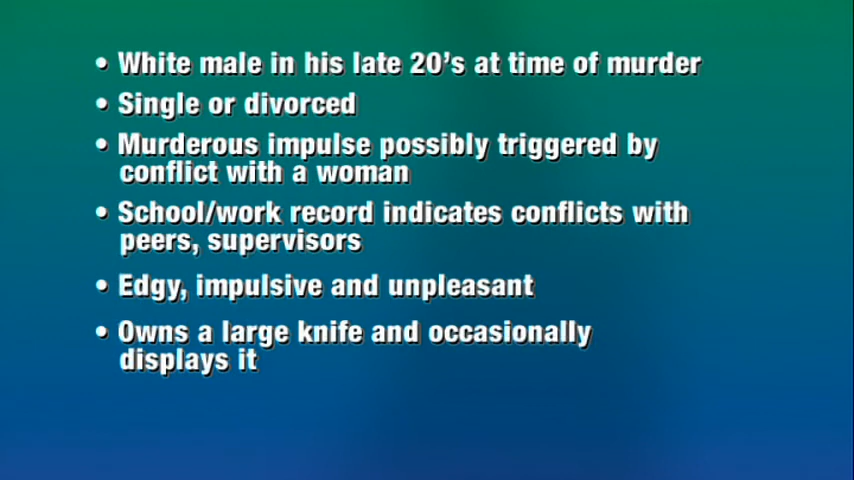 • White male in his late 20's at time of murder
• Single or divorced
• Murderous impulse possibly triggered by
conflict with a woman
• School/work record indicates conflicts with
peers, supervisors
• Edgy, impulsive and unpleasant
• Owns a large knife and occasionally
displays it